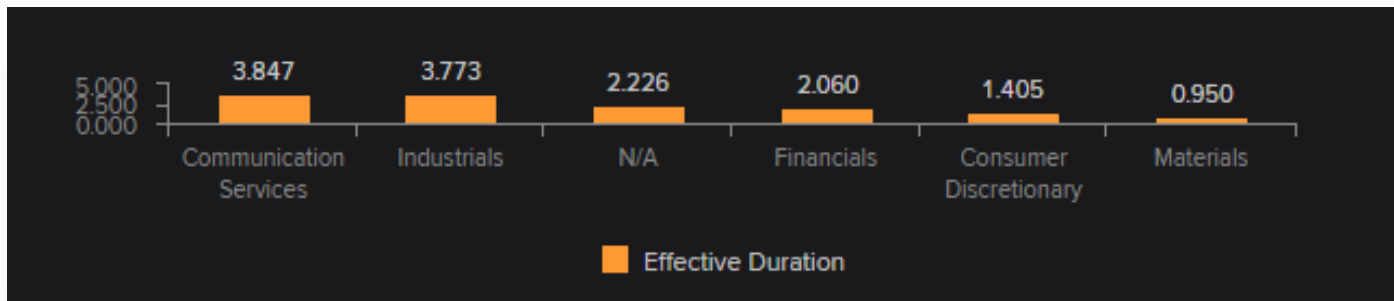 3.847
3.773
2.226
2.060
1.405
0.950
5.000
2.500
0.000
Communication
Services
Industrials
N/A
Financials
Consumer
Discretionary
Materials
Effective Duration